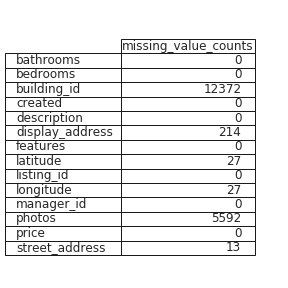 missing_value_counts
bathrooms 0
bedrooms 0
building_id 12372
created 0
description 0
display_address 214
features 0
latitude 27
listing_id 0
longitude 27
manager_id 0
photos 5592
price 0
street_address 13